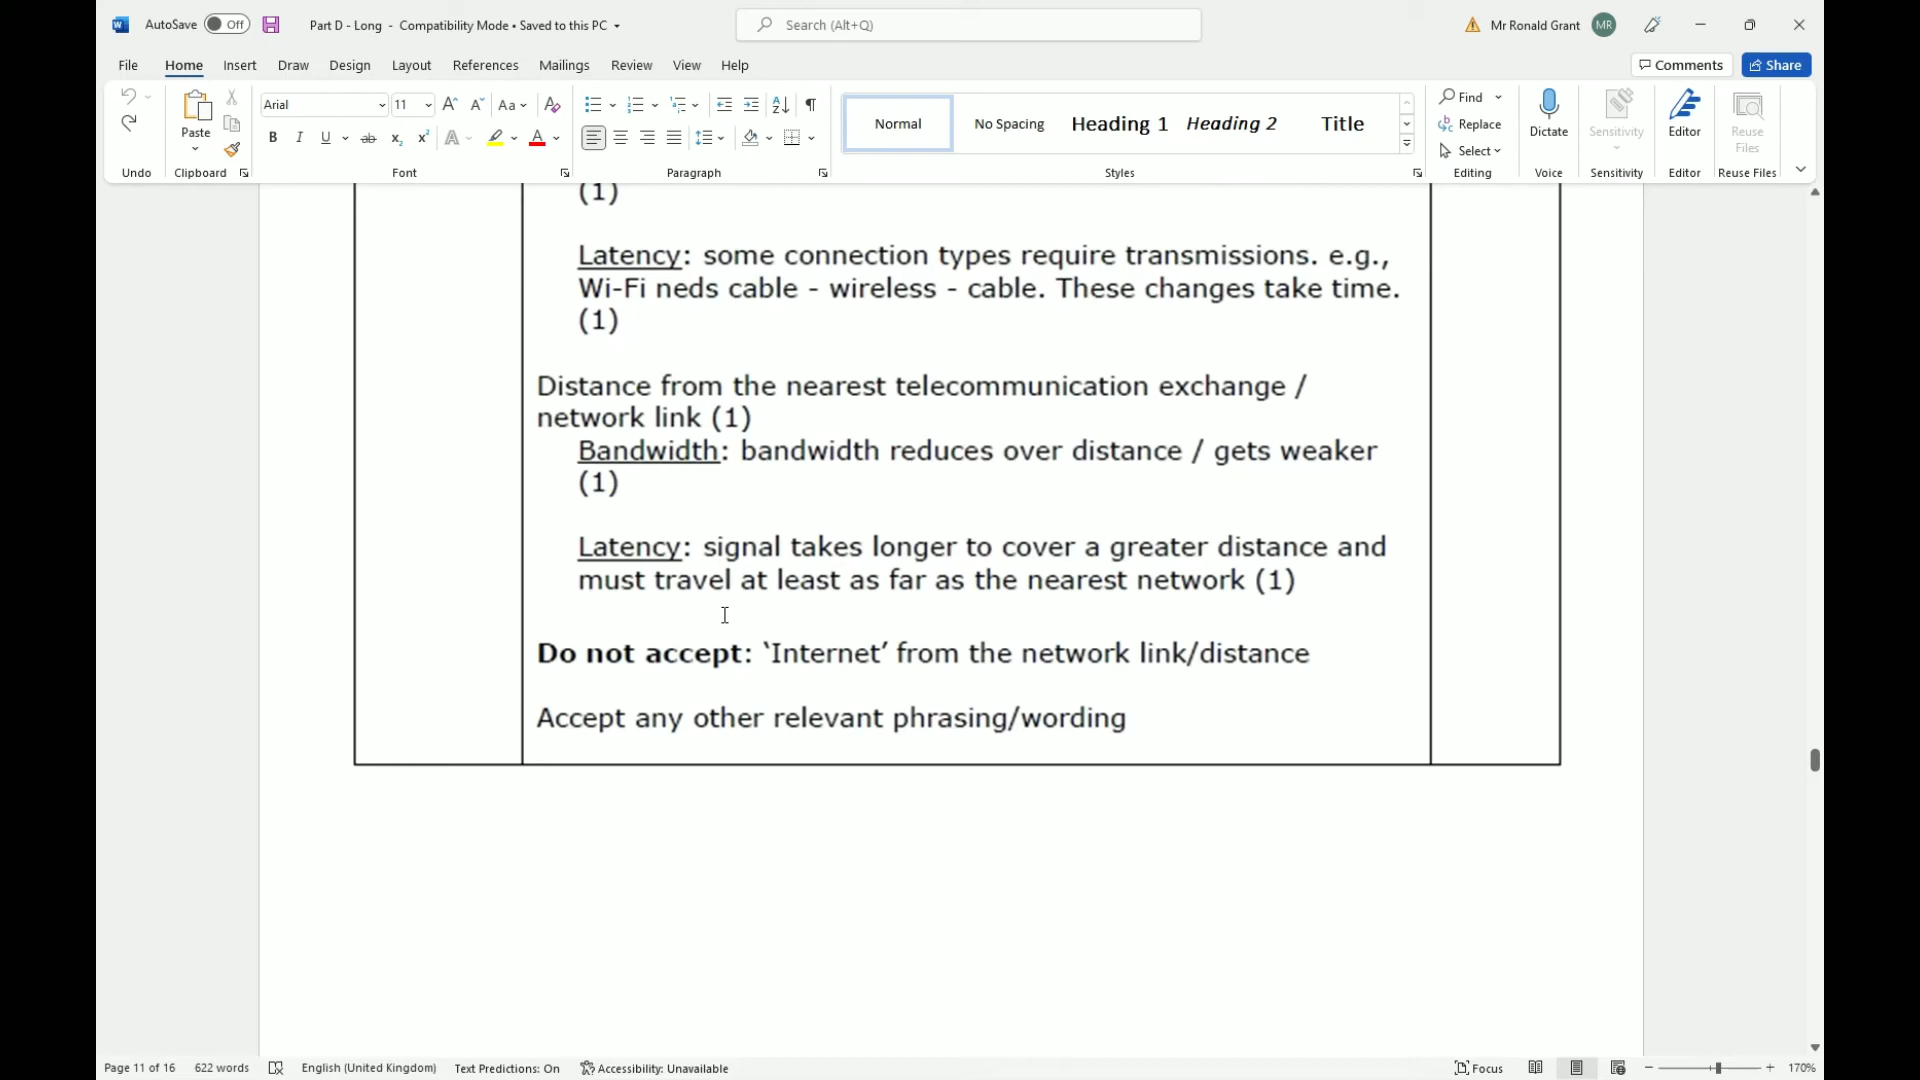 AutoSave Off Part D - Long - Compatibility Mode • Saved to this PC Search (Alt+Q) Mr Ronald Grant MR
File Home Insert Draw Design Layout References Mailings Review View Help Comments Share
Paste Arial 11 Aa Normal No Spacing Heading 1 Heading 2 Title Find Replace Select Dictate Sensitivity Editor Reuse Files
Undo Clipboard Font Paragraph Styles Editing Voice Sensitivity Editor Reuse Files
(1)
Latency: some connection types require transmissions. e.g.,
Wi-Fi neds cable - wireless - cable. These changes take time.
(1)
Distance from the nearest telecommunication exchange /
network link (1)
Bandwidth: bandwidth reduces over distance / gets weaker
(1)
Latency: signal takes longer to cover a greater distance and
must travel at least as far as the nearest network (1)
Do not accept: ‘Internet’ from the network link/distance
Accept any other relevant phrasing/wording
Page 11 of 16 622 words English (United Kingdom) Text Predictions: On Accessibility: Unavailable Focus 170%